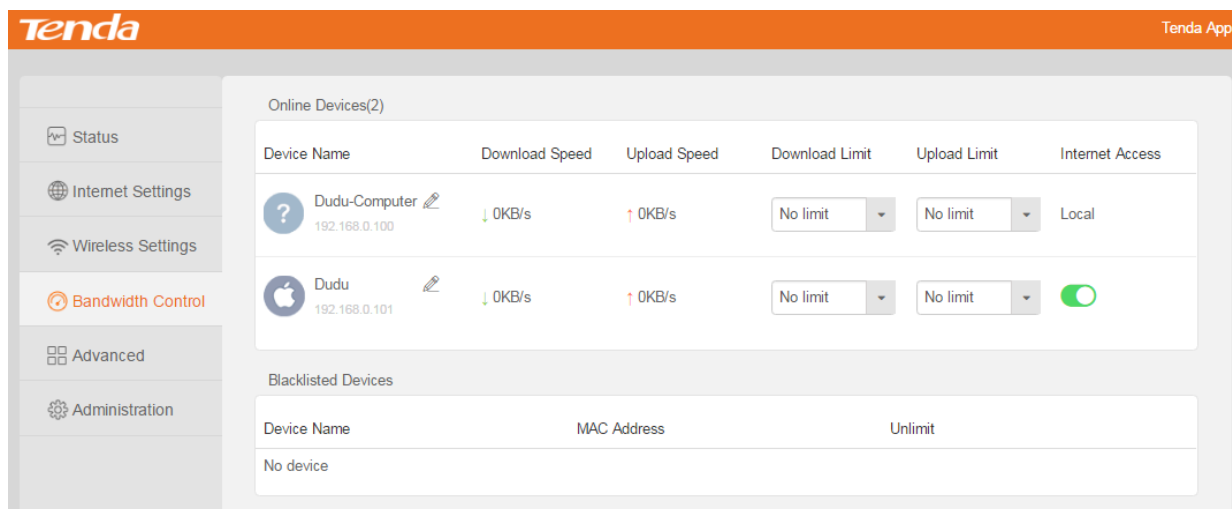 Tenda
Tenda App
Online Devices(2)
Status
Internet Settings
Wireless Settings
Bandwidth Control
Advanced
Administration
Device Name Download Speed Upload Speed Download Limit Upload Limit Internet Access
? Dudu-Computer ↓ 0KB/s ↑ 0KB/s No limit No limit Local
192.168.0.100
Dudu ↓ 0KB/s ↑ 0KB/s No limit No limit
192.168.0.101
Blacklisted Devices
Device Name MAC Address Unlimit
No device